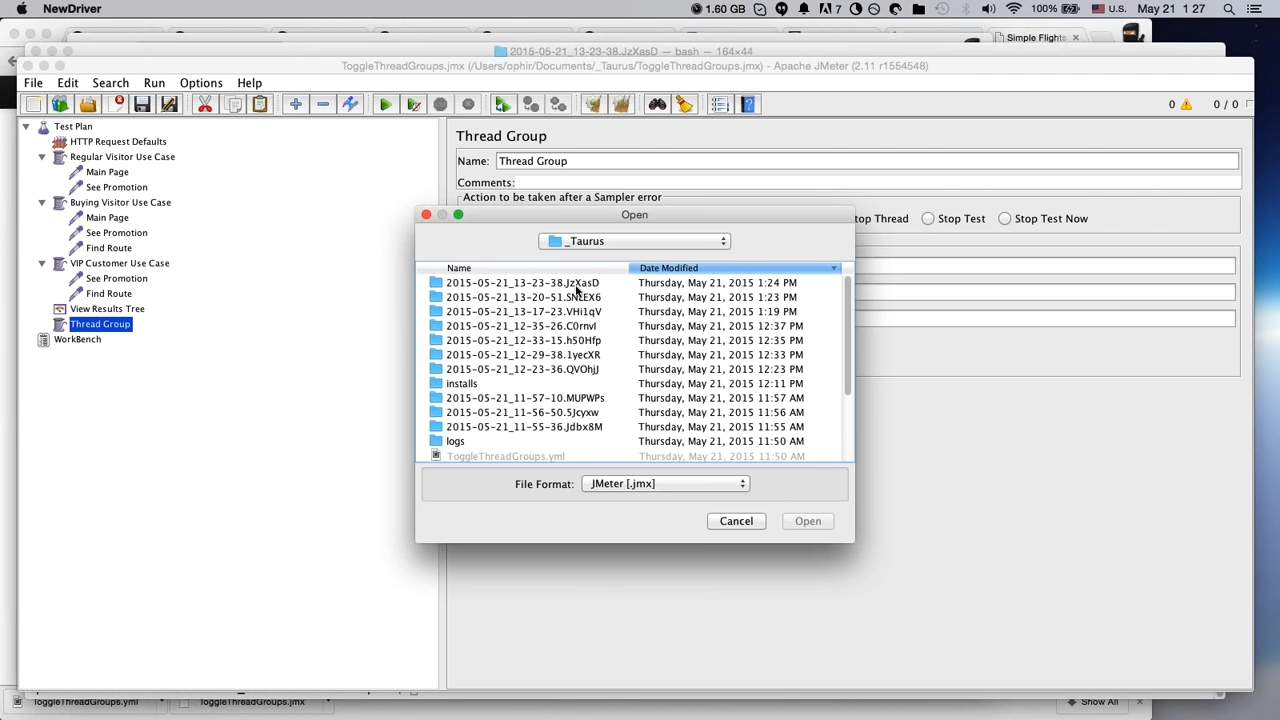 NewDriver
1.60 GB
7
100%
U.S.
May 21 1 27
Simple Flights
2015-05-21_13-23-38.JzXasD — bash — 164×44
ToggleThreadGroups.jmx (/Users/ophir/Documents/_Taurus/ToggleThreadGroups.jmx) - Apache JMeter (2.11 r1554548)
File Edit Search Run Options Help
0
0 / 0
Test Plan
HTTP Request Defaults
Regular Visitor Use Case
Main Page
See Promotion
Buying Visitor Use Case
Main Page
See Promotion
Find Route
VIP Customer Use Case
See Promotion
Find Route
View Results Tree
Thread Group
WorkBench
Thread Group
Name: Thread Group
Comments:
Action to be taken after a Sampler error
top Thread Stop Test Stop Test Now
Open
_Taurus
Name Date Modified
2015-05-21_13-23-38.JzXasD Thursday, May 21, 2015 1:24 PM
2015-05-21_13-20-51.SNEEX6 Thursday, May 21, 2015 1:23 PM
2015-05-21_13-17-23.VHi1qV Thursday, May 21, 2015 1:19 PM
2015-05-21_12-35-26.C0rnvI Thursday, May 21, 2015 12:37 PM
2015-05-21_12-33-15.h50Hfp Thursday, May 21, 2015 12:35 PM
2015-05-21_12-29-38.1yecXR Thursday, May 21, 2015 12:33 PM
2015-05-21_12-23-36.QVOhjJ Thursday, May 21, 2015 12:23 PM
installs Thursday, May 21, 2015 12:11 PM
2015-05-21_11-57-10.MUPWPs Thursday, May 21, 2015 11:57 AM
2015-05-21_11-56-50.5Jcyxw Thursday, May 21, 2015 11:56 AM
2015-05-21_11-55-36.Jdbx8M Thursday, May 21, 2015 11:55 AM
logs Thursday, May 21, 2015 11:50 AM
ToggleThreadGroups.yml Thursday, May 21, 2015 11:50 AM
File Format: JMeter [.jmx]
Cancel Open
ToggleThreadGroups.yml
ToggleThreadGroups.jmx
Show All